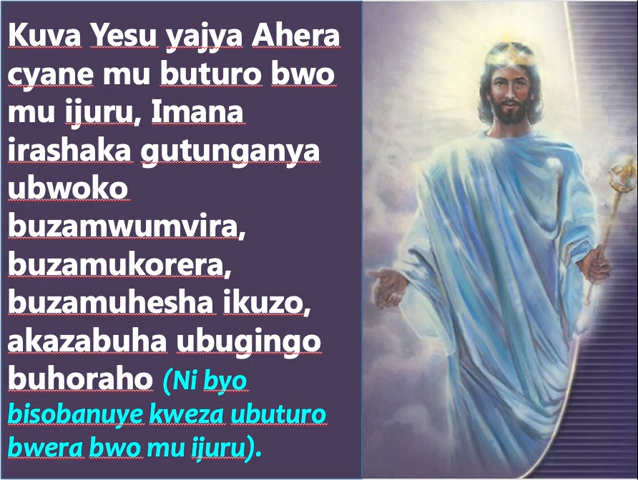 Kuva Yesu yajya Ahera
cyane mu buturo bwo
mu ijuru, Imana
irashaka gutunganya
ubwoko
buzamwumvira,
buzamukorera,
buzamuhesha ikuzo,
akazabuha ubugingo
buhoraho (Ni byo
bisobanuye kweza ubuturo
bwera bwo mu ijuru).